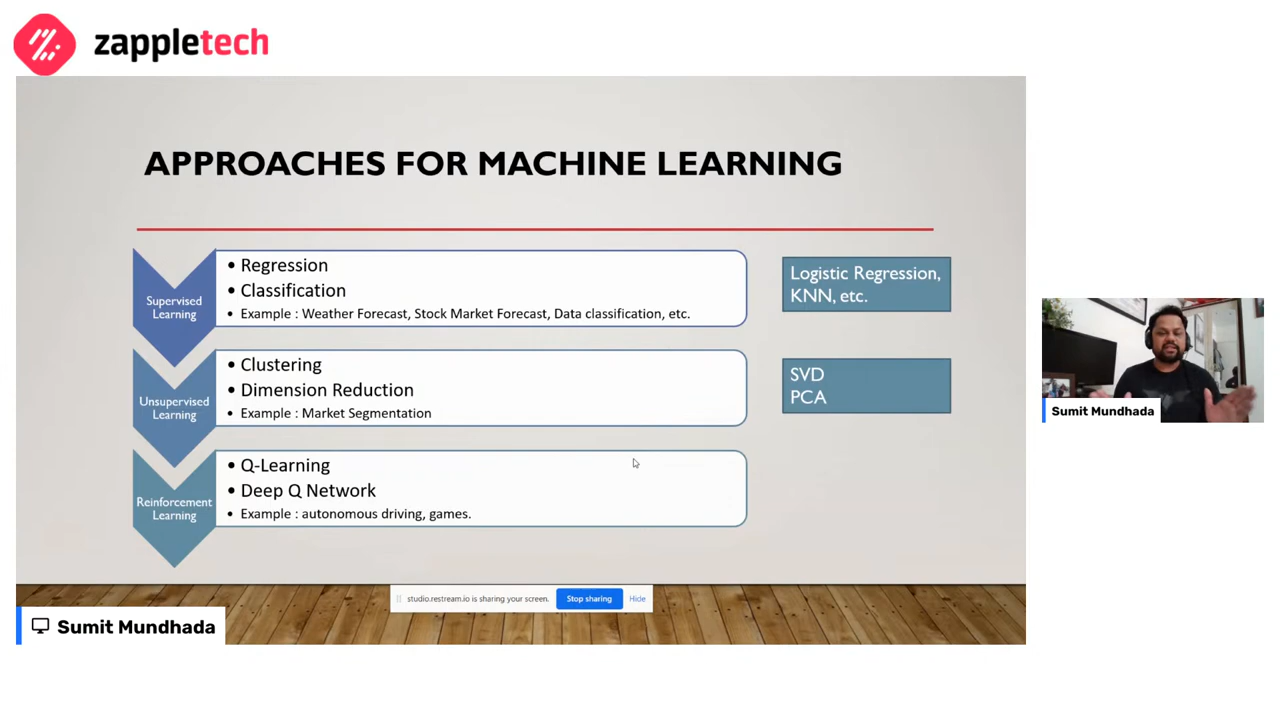 zappletech
APPROACHES FOR MACHINE LEARNING
Supervised
Learning
• Regression
• Classification
• Example : Weather Forecast, Stock Market Forecast, Data classification, etc.
Logistic Regression,
KNN, etc.
Unsupervised
Learning
• Clustering
• Dimension Reduction
• Example : Market Segmentation
SVD
PCA
Reinforcement
Learning
• Q-Learning
• Deep Q Network
• Example : autonomous driving, games.
Sumit Mundhada
studio.restream.io is sharing your screen.
Stop sharing
Hide
Sumit Mundhada